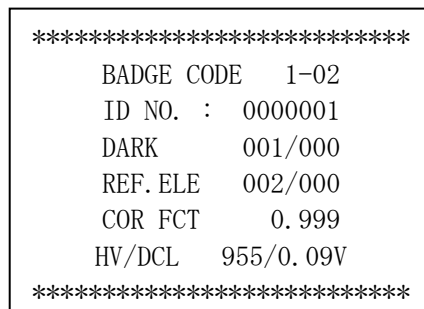 ***************************
BADGE CODE 1-02
ID NO. : 0000001
DARK 001/000
REF.ELE 002/000
COR FCT 0.999
HV/DCL 955/0.09V
***************************